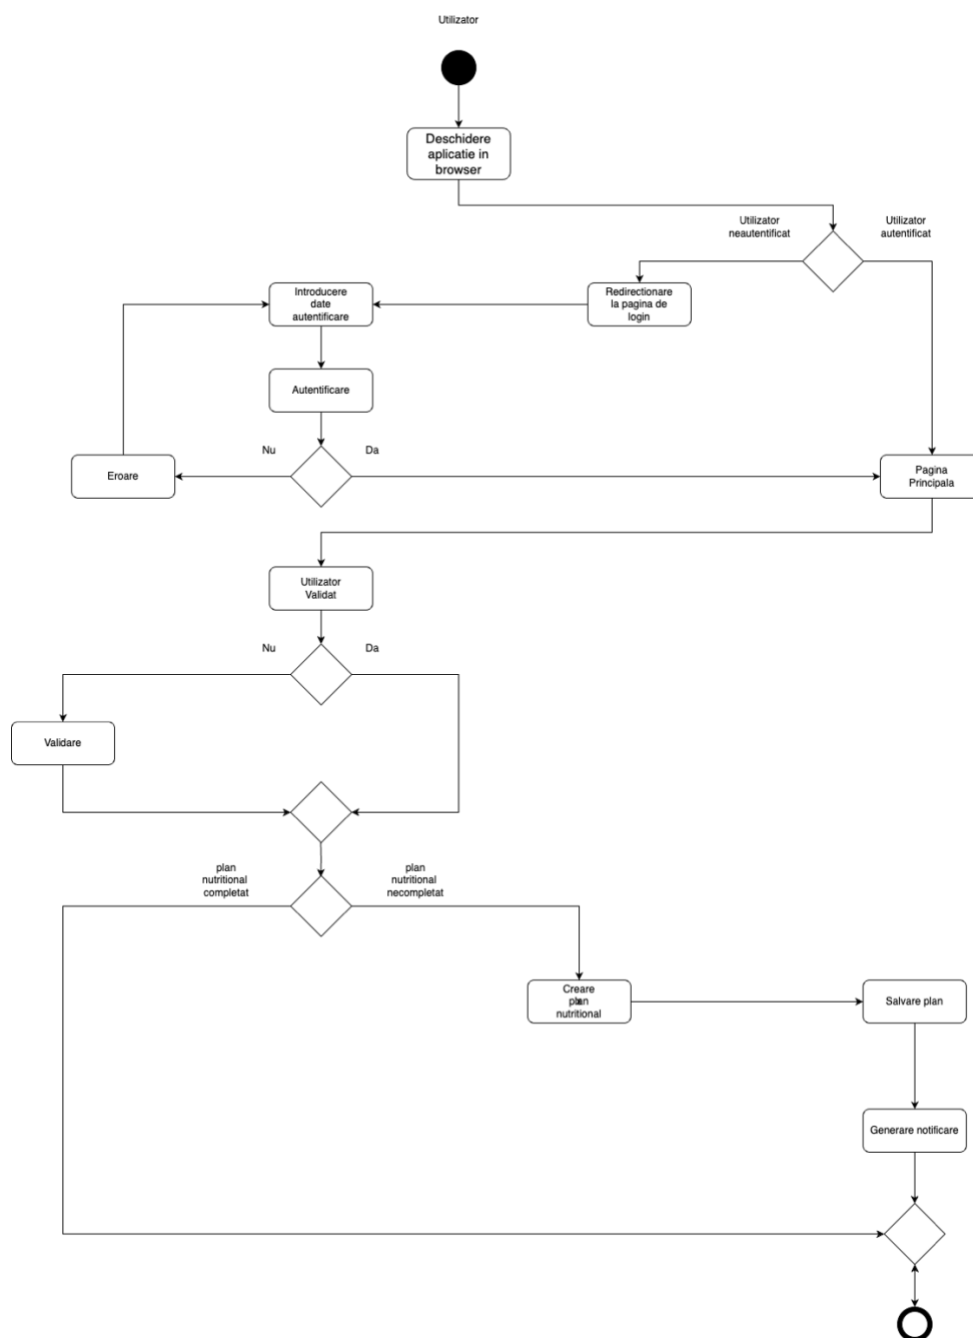 Utilizator
Deschidere
aplicatie in
browser
Utilizator
neautentificat
Utilizator
autentificat
Introducere
date
autentificare
Redirectionare
la pagina de
login
Autentificare
Nu
Da
Eroare
Pagina
Principala
Utilizator
Validat
Nu
Da
Validare
plan
nutritional
completat
plan
nutritional
necompletat
Creare
plan
nutritional
Salvare plan
Generare notificare